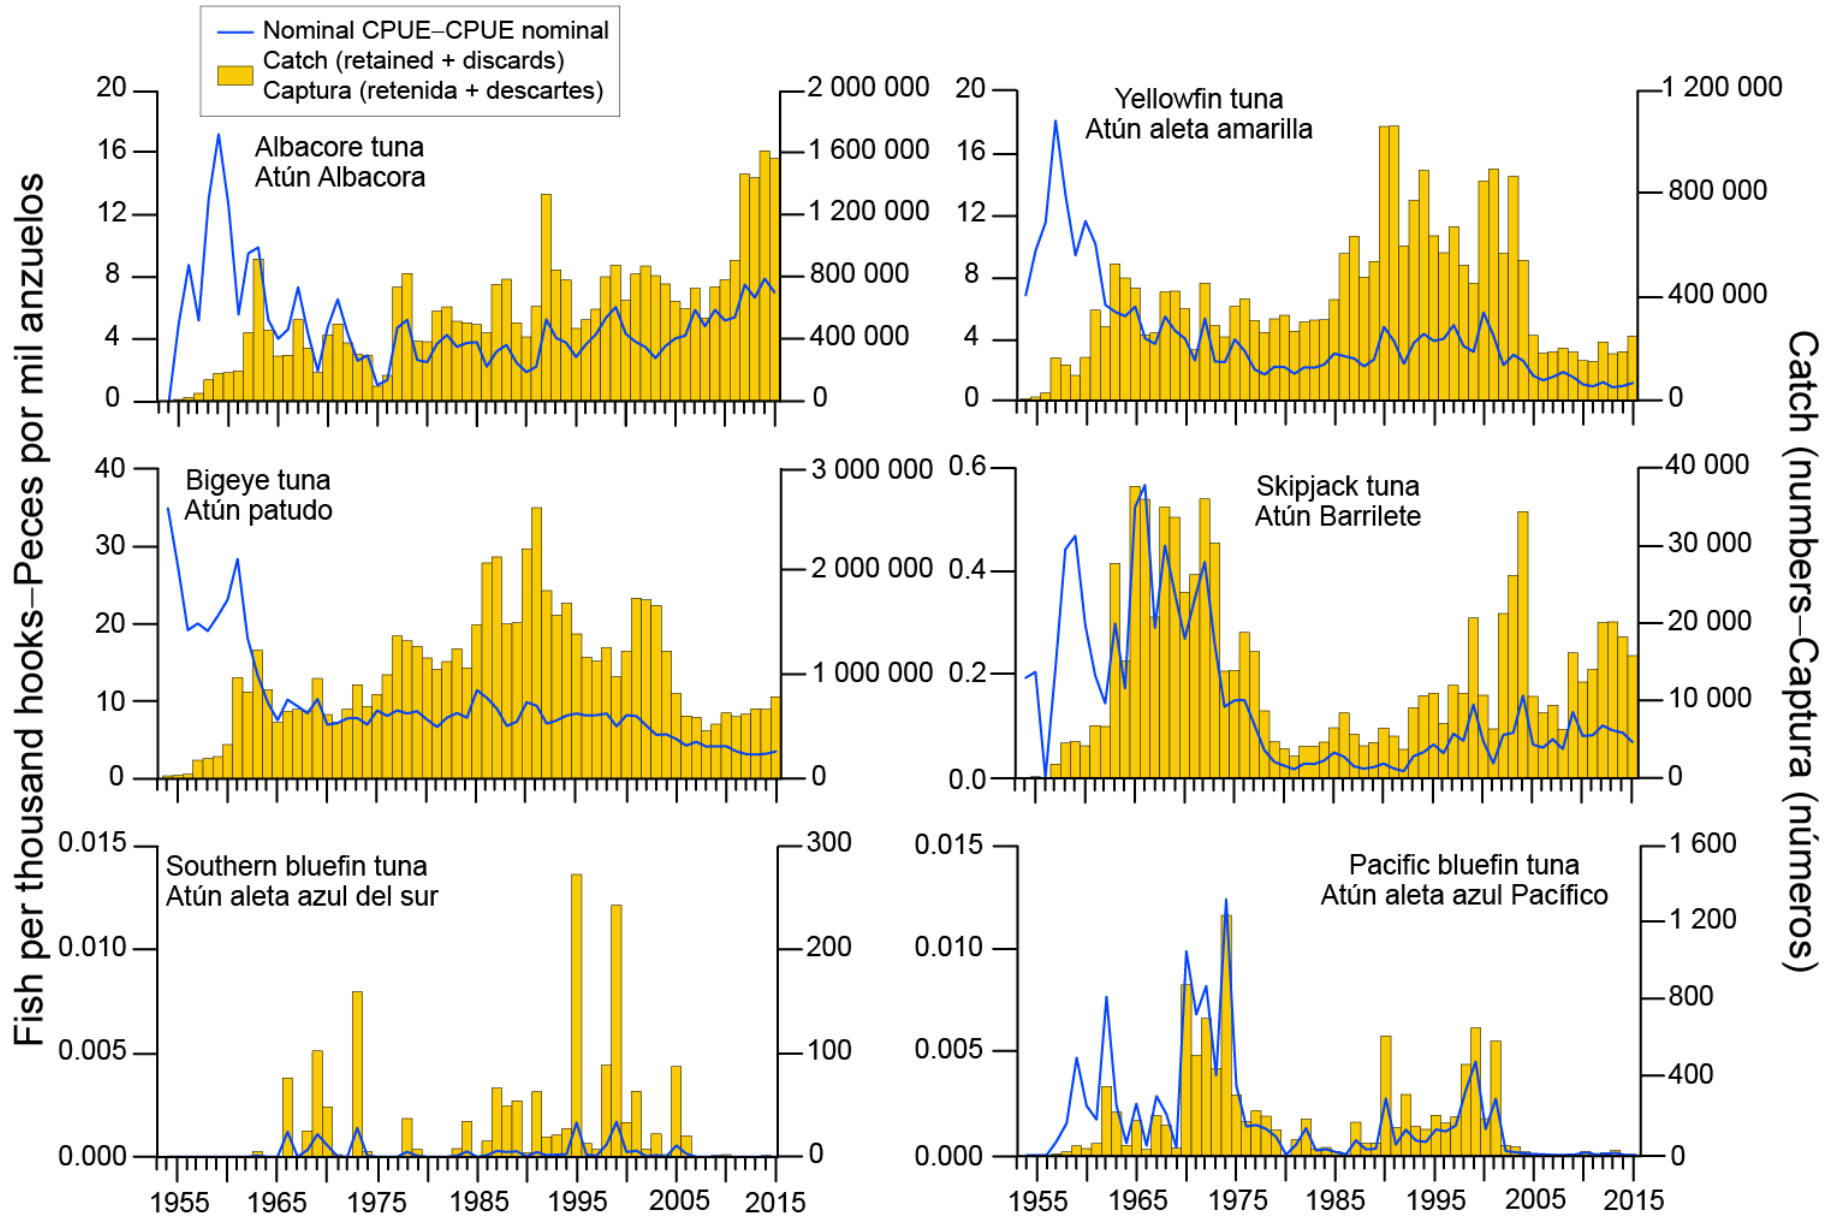 Nominal CPUE–CPUE nominal
Catch (retained + discards)
Captura (retenida + descartes)
Fish per thousand hooks–Peces por mil anzuelos
Catch (numbers–Captura (números)
Albacore tuna
Atún Albacora
20
16
12
8
4
0
2 000 000
1 600 000
1 200 000
800 000
400 000
0
Yellowfin tuna
Atún aleta amarilla
20
16
12
8
4
0
1 200 000
800 000
400 000
0
Bigeye tuna
Atún patudo
40
30
20
10
0
3 000 000
2 000 000
1 000 000
0
Skipjack tuna
Atún Barrilete
0.6
0.4
0.2
0.0
40 000
30 000
20 000
10 000
0
Southern bluefin tuna
Atún aleta azul del sur
0.015
0.010
0.005
0.000
300
200
100
0
1955 1965 1975 1985 1995 2005 2015
Pacific bluefin tuna
Atún aleta azul Pacífico
0.015
0.010
0.005
0.000
1 600
1 200
800
400
0
1955 1965 1975 1985 1995 2005 2015